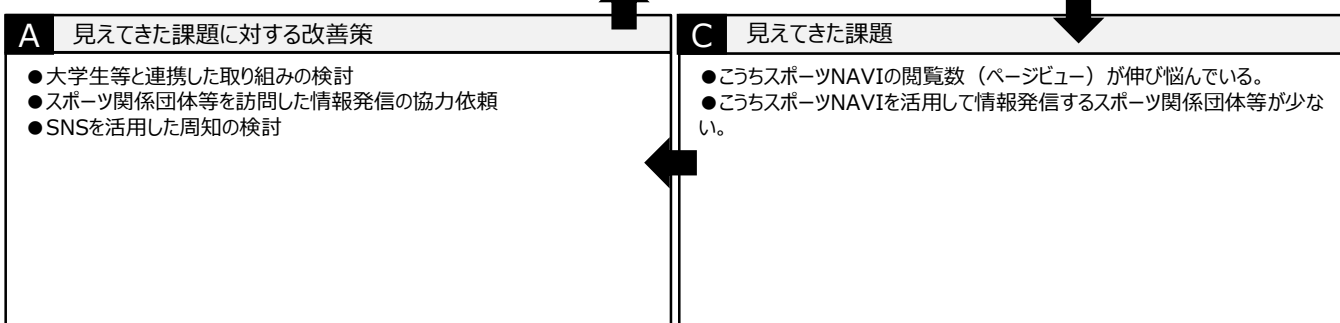 A 見えてきた課題に対する改善策
●大学生等と連携した取り組みの検討
●スポーツ関係団体等を訪問した情報発信の協力依頼
●SNSを活用した周知の検討
C 見えてきた課題
●こうちスポーツNAVIの閲覧数（ページビュー）が伸び悩んでいる。
●こうちスポーツNAVIを活用して情報発信するスポーツ関係団体等が少な
い。